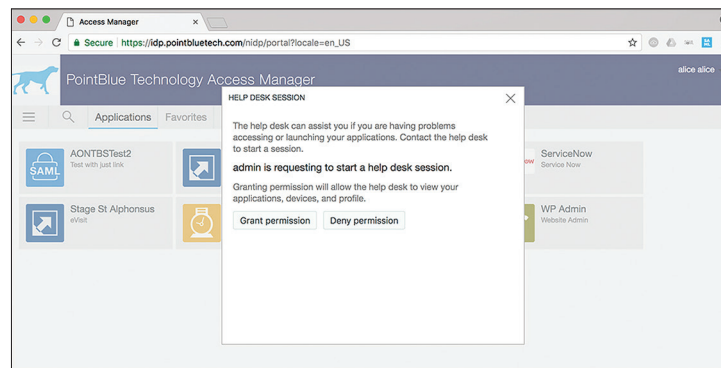 Access Manager
Secure https://idp.pointbluetech.com/nidp/portal?locale=en_US
PointBlue Technology Access Manager
alice alice
HELP DESK SESSION
Applications Favorites
The help desk can assist you if you are having problems
accessing or launching your applications. Contact the help desk
to start a session.
admin is requesting to start a help desk session.
Granting permission will allow the help desk to view your
applications, devices, and profile.
Grant permission Deny permission
SAML
AONTBSTest2
Test with just link
ServiceNow
Service Now
Stage St Alphonsus
eVisit
WP Admin
Website Admin